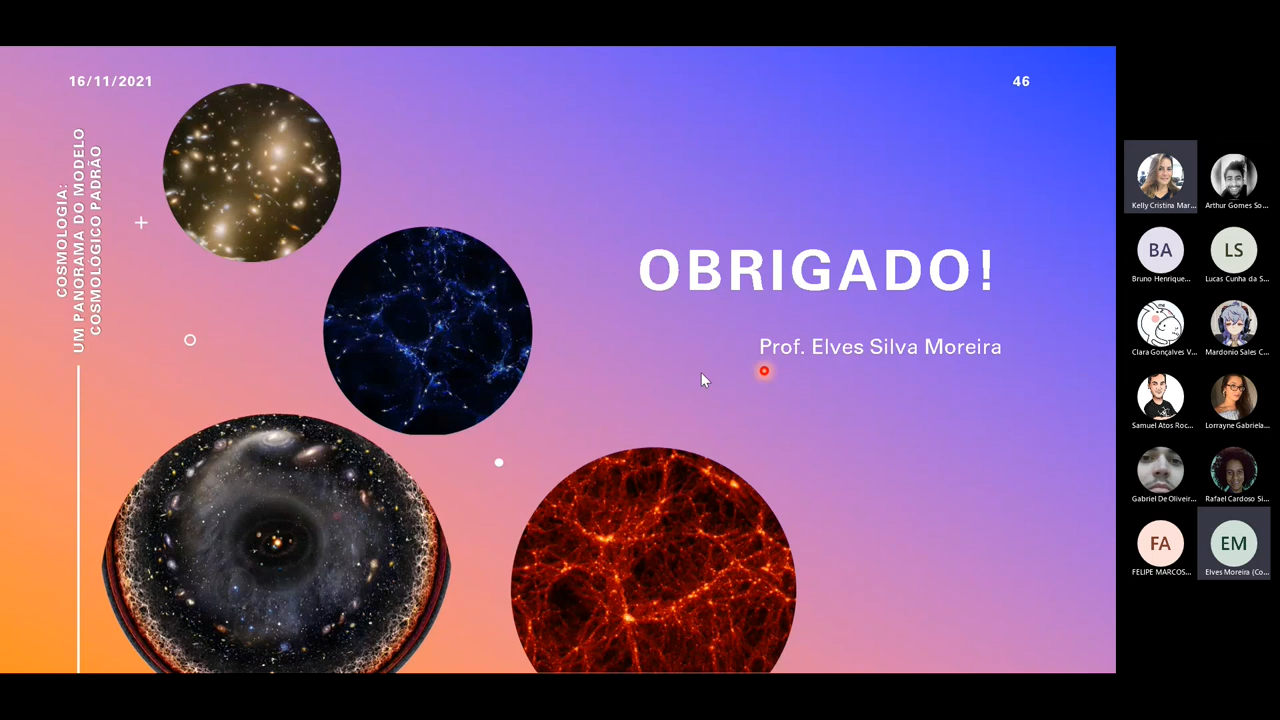 16/11/2021
46
COSMOLOGIA:
UM PANORAMA DO MODELO
COSMOLÓGICO PADRÃO
OBRIGADO!
Prof. Elves Silva Moreira
Kelly Cristina Mar...
Arthur Gomes So...
BA
Bruno Henrique...
LS
Lucas Cunha da S...
Clara Gonçalves V...
Mardonio Sales C...
Samuel Atos Roc...
Lorrayne Gabriela...
Gabriel De Oliveir...
Rafael Cardoso Si...
FA
FELIPE MARCOS...
EM
Elves Moreira (Co...